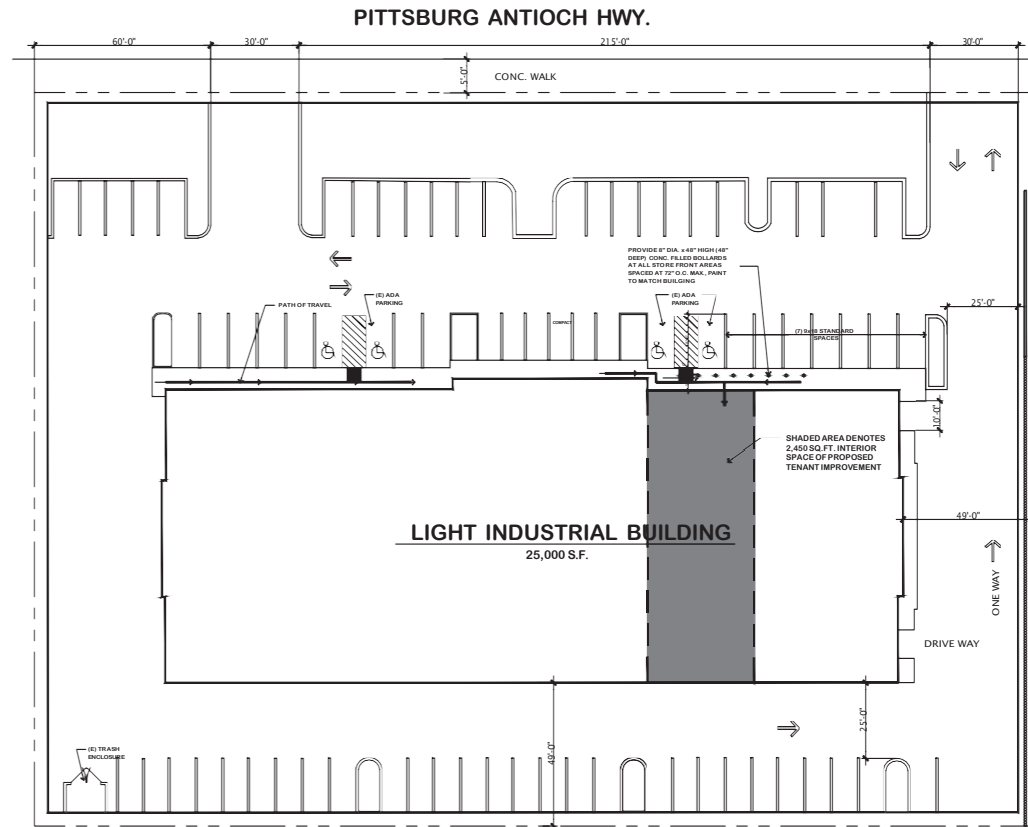 PITTSBURG ANTIOCH HWY.
60'-0"
30'-0"
215'-0"
30'-0"
5'-0"
CONC. WALK
PROVIDE 8" DIA. x 48" HIGH (48"
DEEP) CONC. FILLED BOLLARDS
AT ALL STORE FRONT AREAS
SPACED AT 72" O.C. MAX., PAINT
TO MATCH BUILGING
PATH OF TRAVEL
(E) ADA
PARKING
(E) ADA
PARKING
25'-0"
COMPACT
(7) 9x18 STANDARD
SPACES
10'-0"
SHADED AREA DENOTES
2,450 SQ.FT. INTERIOR
SPACE OF PROPOSED
TENANT IMPROVEMENT
LIGHT INDUSTRIAL BUILDING
25,000 S.F.
49'-0"
ONE WAY
DRIVE WAY
25'-0"
49'-0"
(E) TRASH
ENCLOSURE